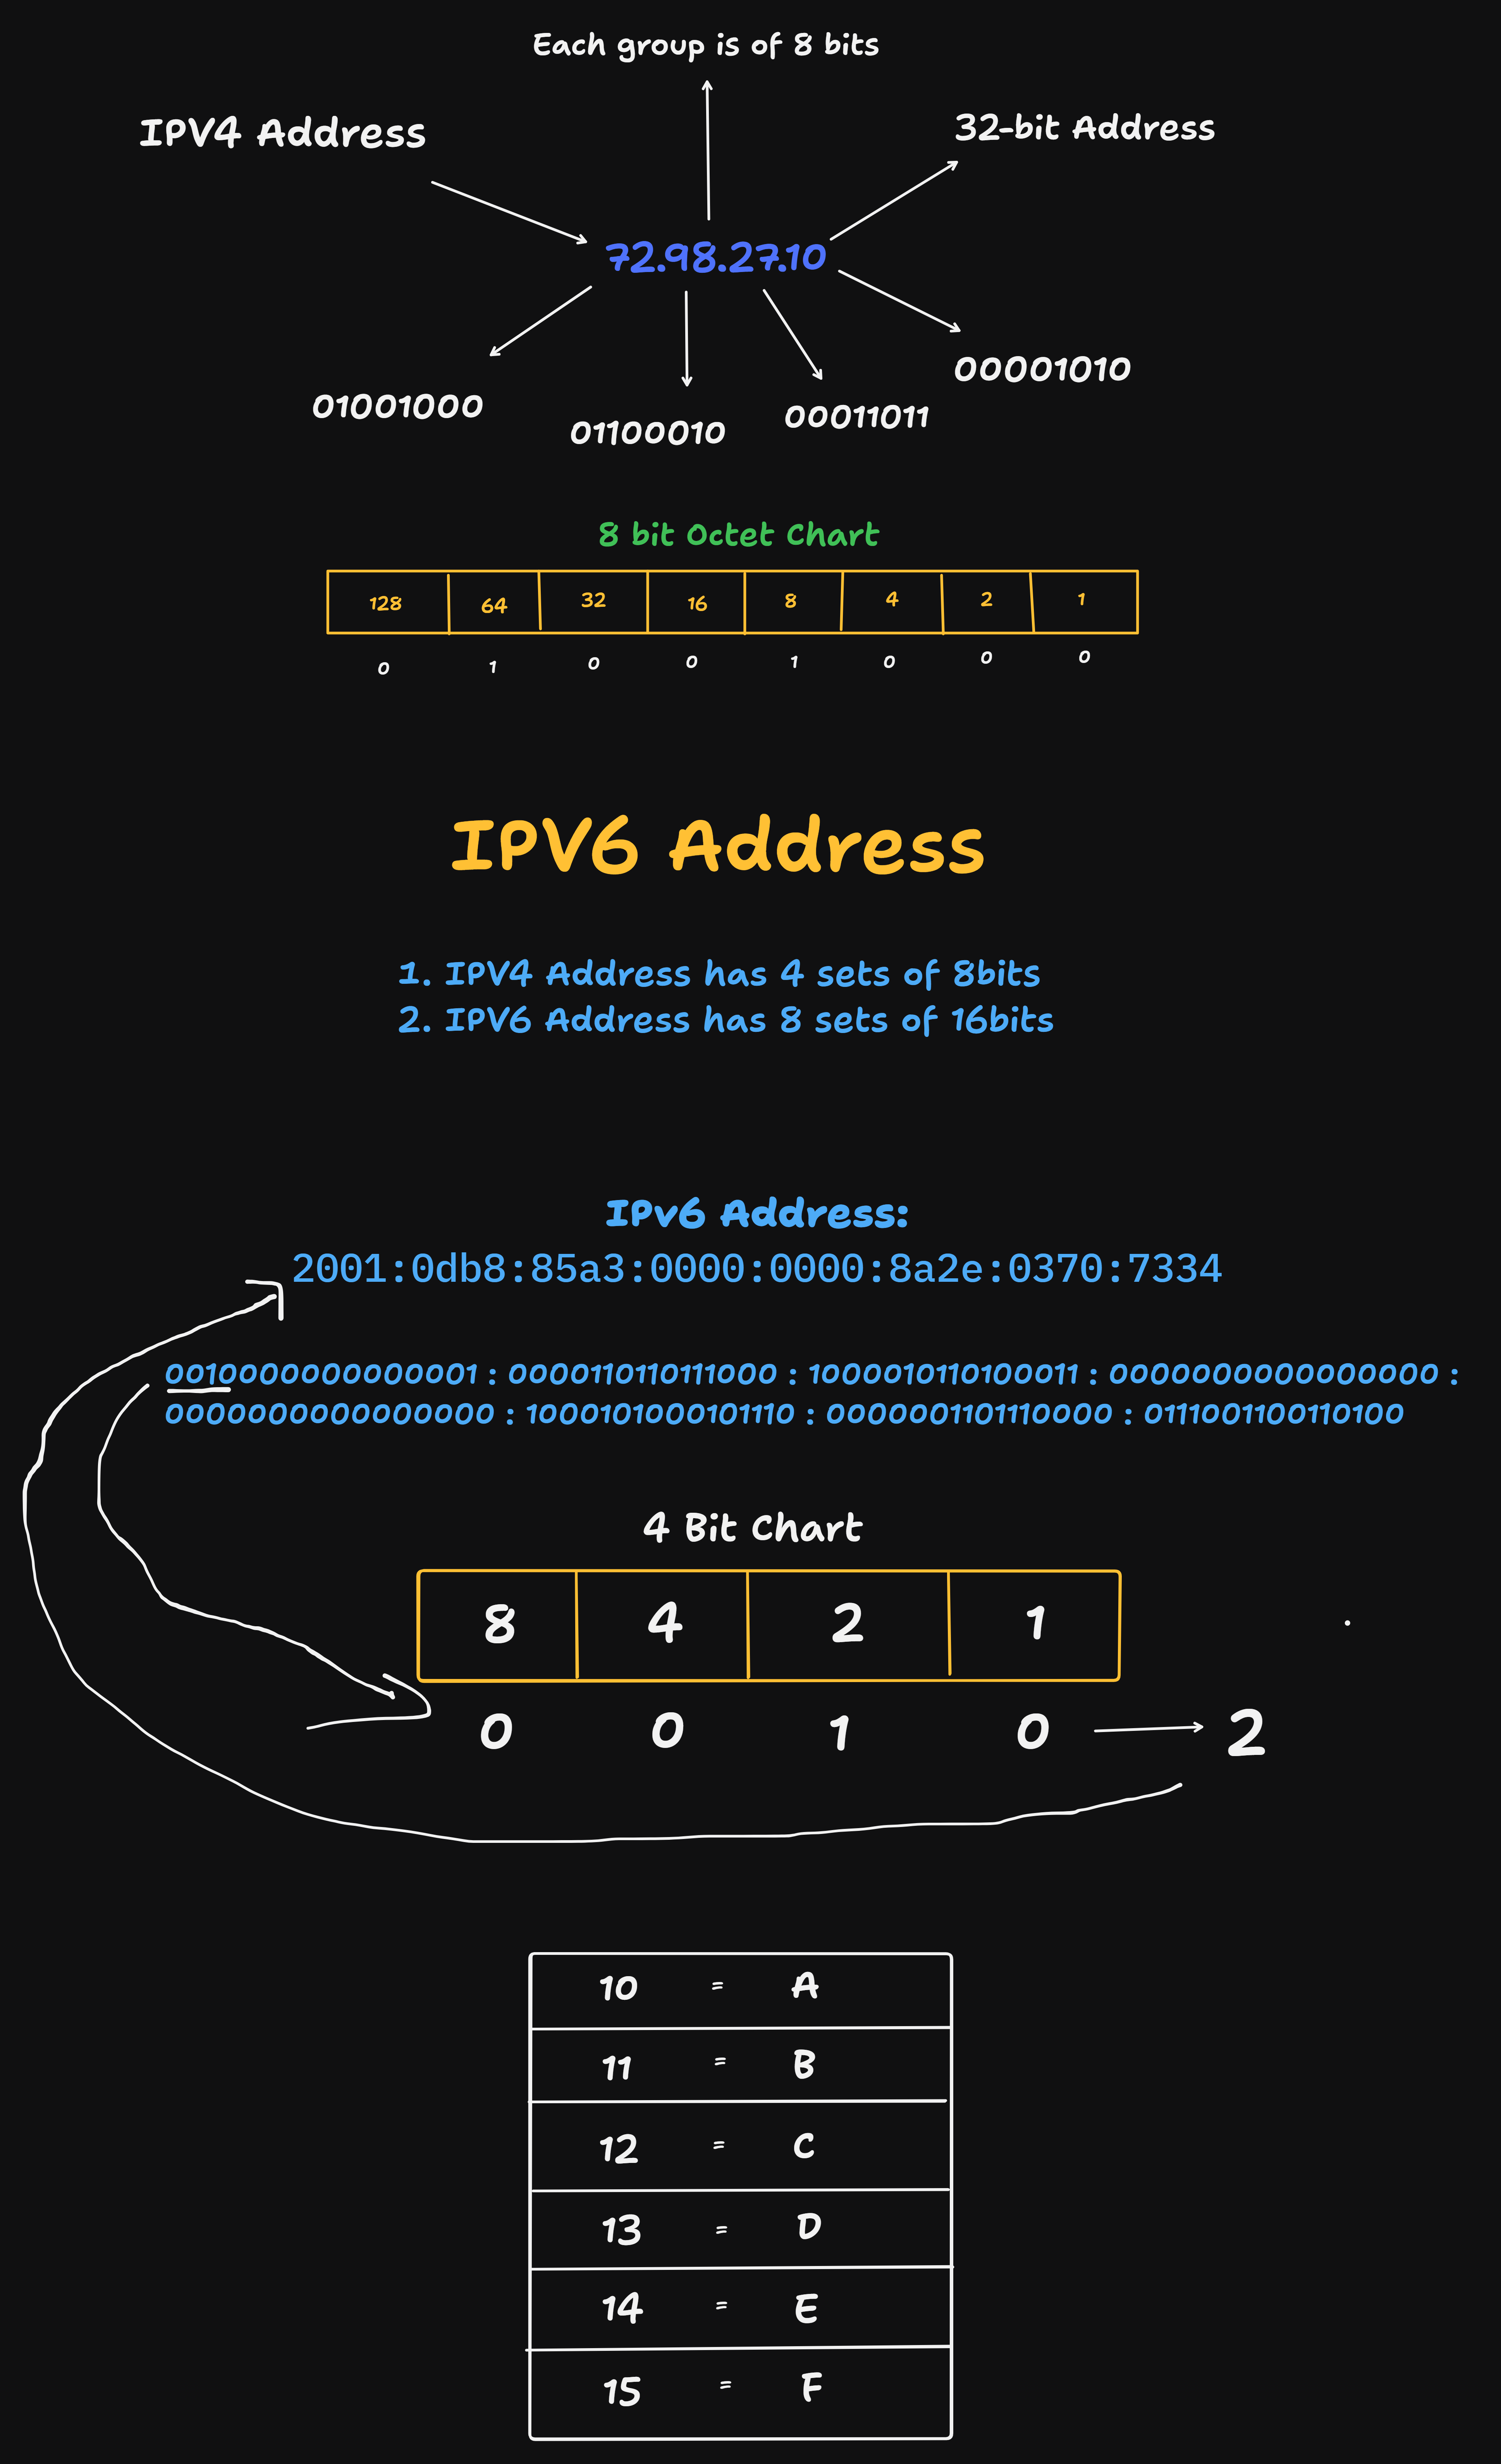 Each group is of 8 bits
IPV4 Address
32-bit Address
72.98.27.10
01001000
01100010
00011011
00001010
8 bit Octet Chart
128 64 32 16 8 4 2 1
0 1 0 0 1 0 0 0
IPV6 Address
1. IPV4 Address has 4 sets of 8bits
2. IPV6 Address has 8 sets of 16bits
IPv6 Address:
2001:0db8:85a3:0000:0000:8a2e:0370:7334
0010000000000001 : 0000110110111000 : 1000010110100011 : 0000000000000000 :
0000000000000000 : 1000101000101110 : 0000001101110000 : 0111001100110100
4 Bit Chart
8 4 2 1
0 0 1 0 2
10 = A
11 = B
12 = C
13 = D
14 = E
15 = F